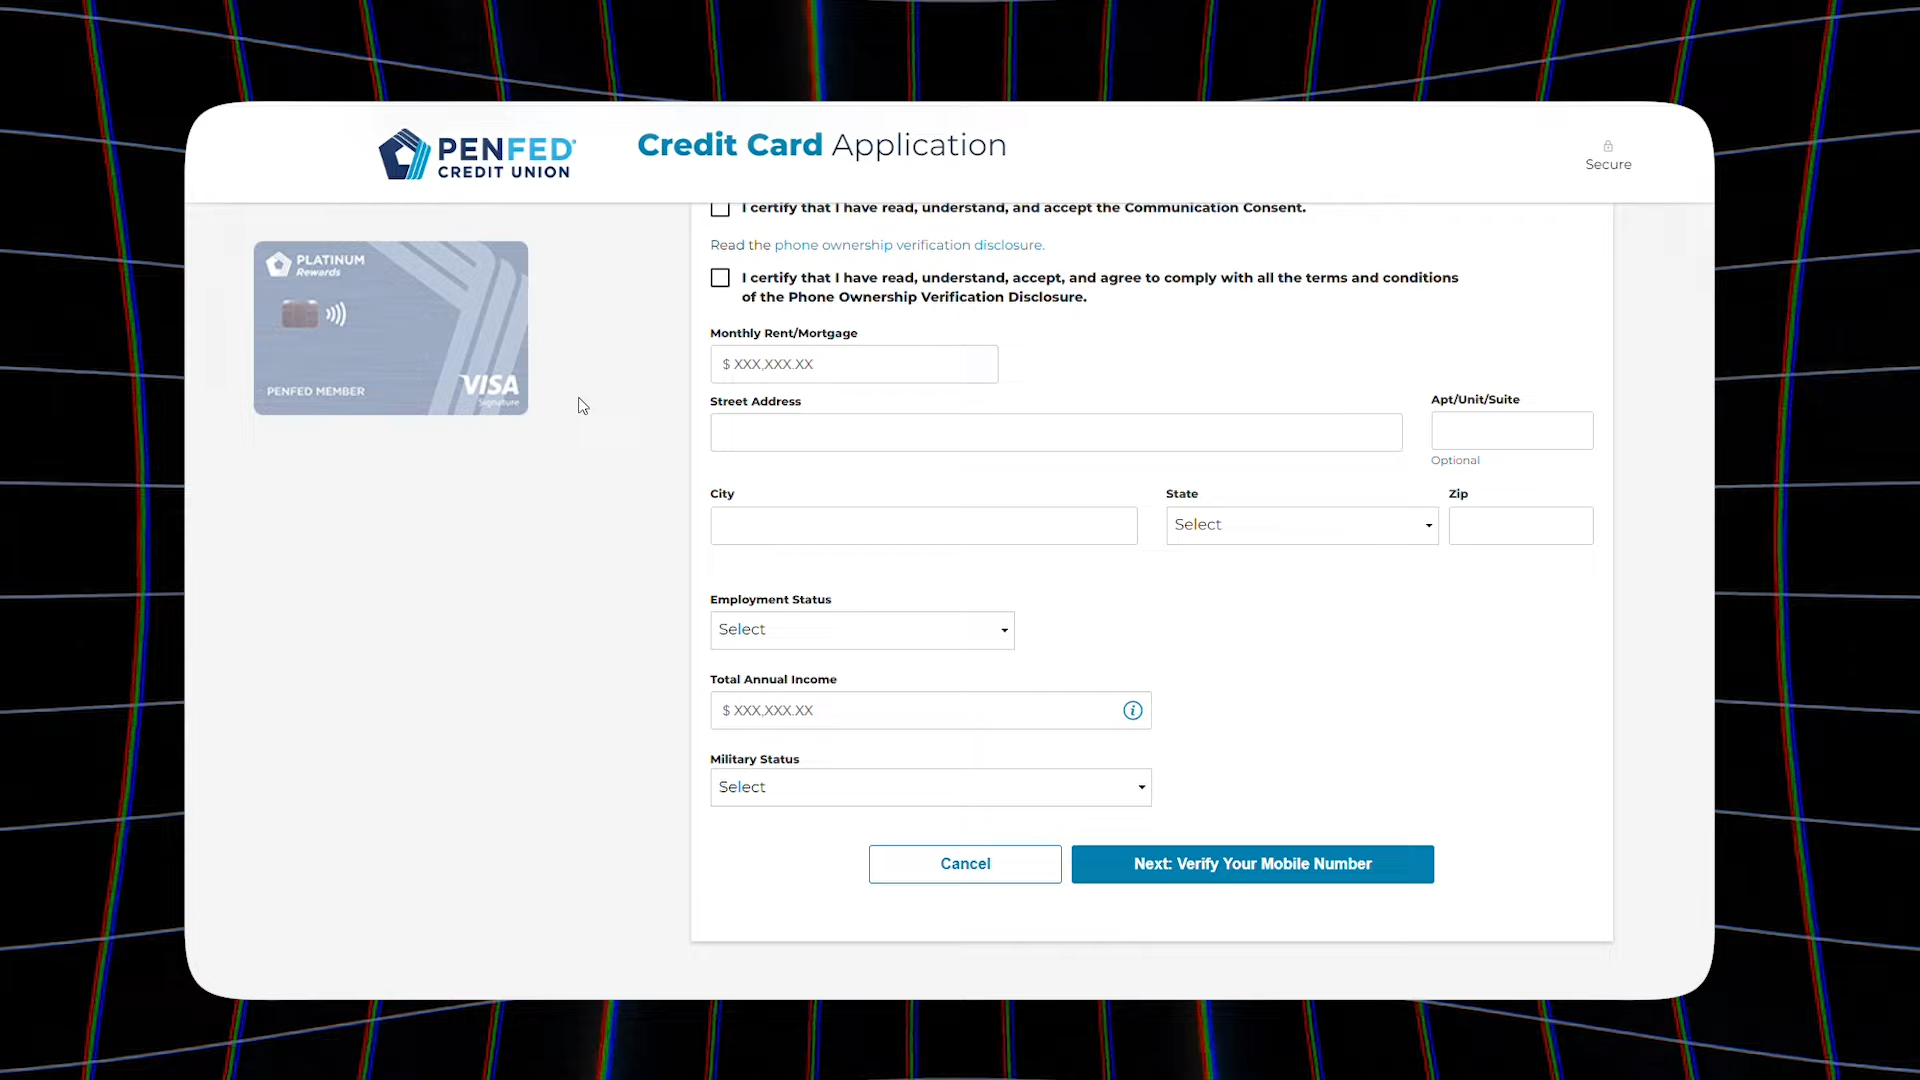 PENFED®
CREDIT UNION
Credit Card Application
Secure
I certify that I have read, understand, and accept the Communication Consent.
Read the phone ownership verification disclosure.
I certify that I have read, understand, accept, and agree to comply with all the terms and conditions
of the Phone Ownership Verification Disclosure.
PLATINUM
Rewards
PENFED MEMBER
VISA
Signature
Monthly Rent/Mortgage
$ XXX,XXX.XX
Street Address
Apt/Unit/Suite
Optional
City
State
Zip
Select
Employment Status
Select
Total Annual Income
$ XXX,XXX.XX
i
Military Status
Select
Cancel
Next: Verify Your Mobile Number